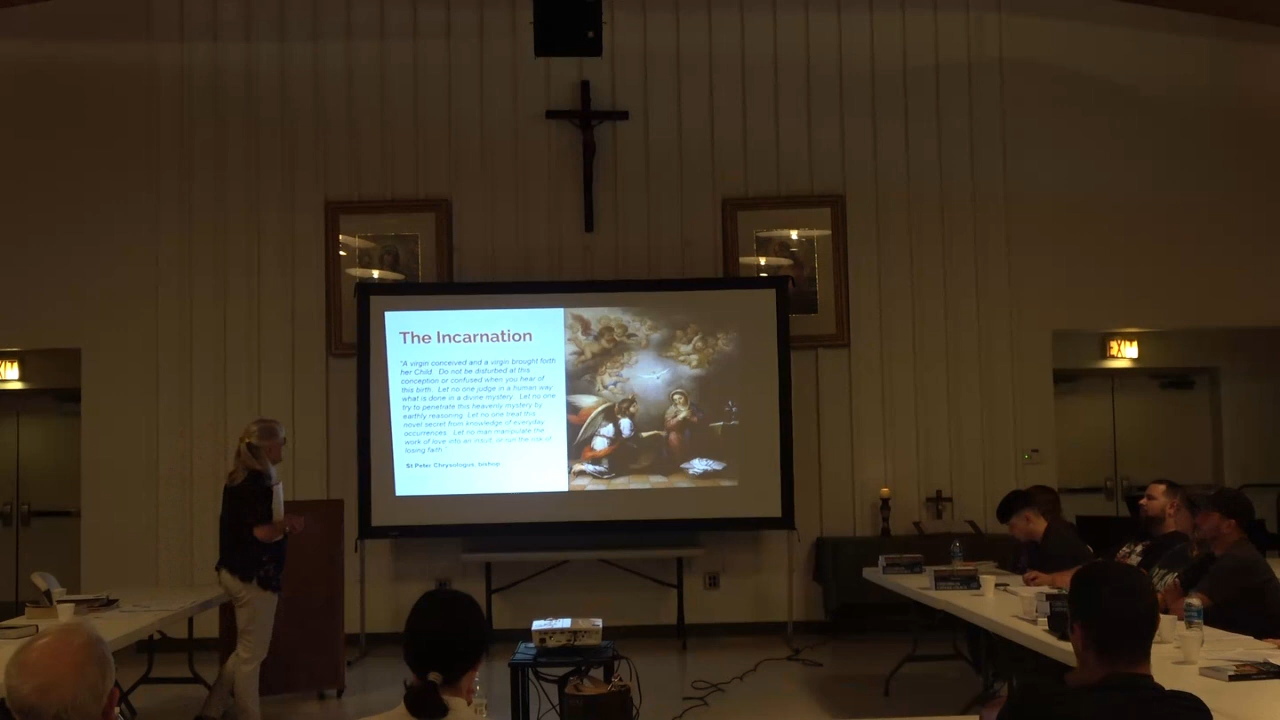 The Incarnation
"A virgin conceived and a virgin brought forth
her Child. Do not be disturbed at this
conception or confused when you hear of
this birth. Let no one judge in a human way
what is done in a divine mystery. Let no one
try to penetrate this heavenly mystery by
earthly reasoning. Let no one treat this
novel secret from knowledge of everyday
occurrences. Let no man manipulate the
work of love into an insult, or run the risk of
losing faith."
St Peter Chrysologus, bishop
EXIT
EXIT